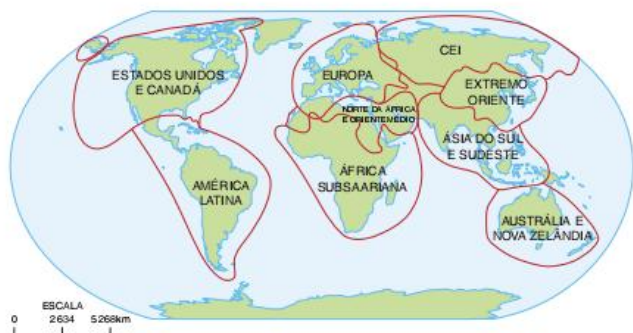 CEI
ESTADOS UNIDOS
E CANADÁ
EUROPA
EXTREMO
ORIENTE
NORTE DA ÁFRICA
E ORIENTE MÉDIO
ÁSIA DO SUL
E SUDESTE
ÁFRICA
SUBSAARIANA
AMÉRICA
LATINA
AUSTRÁLIA E
NOVA ZELÂNDIA
ESCALA
0 2634 5268km